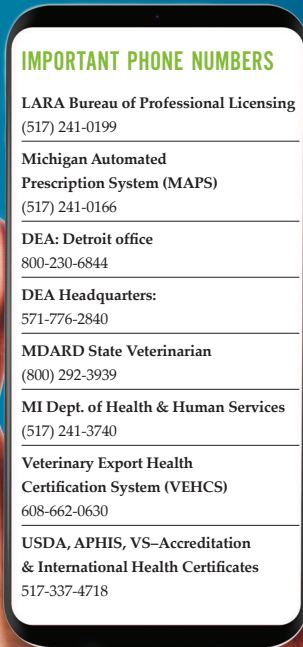 IMPORTANT PHONE NUMBERS
LARA Bureau of Professional Licensing
(517) 241-0199
Michigan Automated
Prescription System (MAPS)
(517) 241-0166
DEA: Detroit office
800-230-6844
DEA Headquarters:
571-776-2840
MDARD State Veterinarian
(800) 292-3939
MI Dept. of Health & Human Services
(517) 241-3740
Veterinary Export Health
Certification System (VEHCS)
608-662-0630
USDA, APHIS, VS–Accreditation
& International Health Certificates
517-337-4718